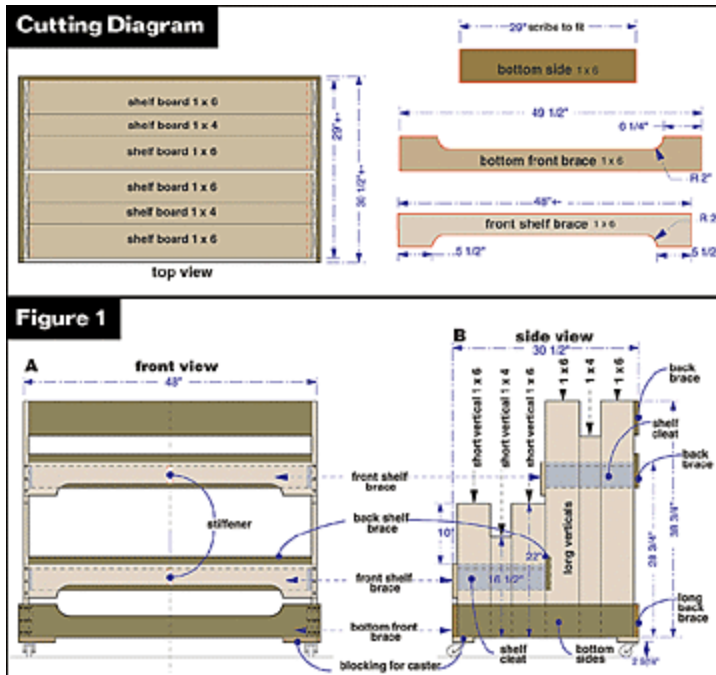 Cutting Diagram
29" scribe to fit
bottom side 1 x 6
shelf board 1 x 6
shelf board 1 x 4
shelf board 1 x 6
shelf board 1 x 6
shelf board 1 x 4
shelf board 1 x 6
29"+-
30 1/2"+-
top view
49 1/2"
6 1/4"
bottom front brace 1 x 6
R 2"
48"+-
front shelf brace 1 x 6
R 2
5 1/2"
5 1/2
Figure 1
A
front view
48"
B
side view
30 1/2"
short vertical 1 x 6
short vertical 1 x 4
short vertical 1 x 6
1 x 6
1 x 4
1 x 6
back
brace
shelf
cleat
back
brace
front shelf
brace
stiffener
back shelf
brace
10"
22"
long verticals
28 3/4"
38 3/4"
front shelf
brace
16 1/2"
long
back
brace
bottom front
brace
blocking for caster
shelf
cleat
bottom
sides